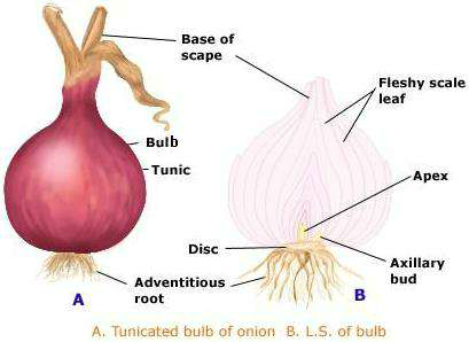 Base of
scape
Fleshy scale
leaf
Bulb
Tunic
Apex
Disc
Axillary
bud
Adventitious
root
A
B
A. Tunicated bulb of onion B. L.S. of bulb